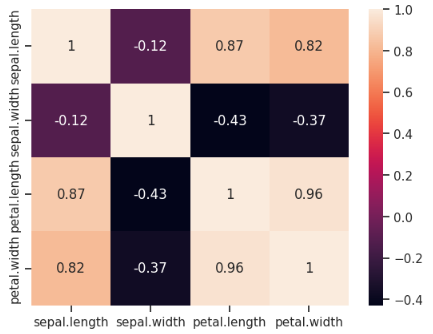 sepal.length 1 -0.12 0.87 0.82
sepal.width -0.12 1 -0.43 -0.37
petal.length 0.87 -0.43 1 0.96
petal.width 0.82 -0.37 0.96 1
sepal.length sepal.width petal.length petal.width
1.0
0.8
0.6
0.4
0.2
0.0
−0.2
−0.4